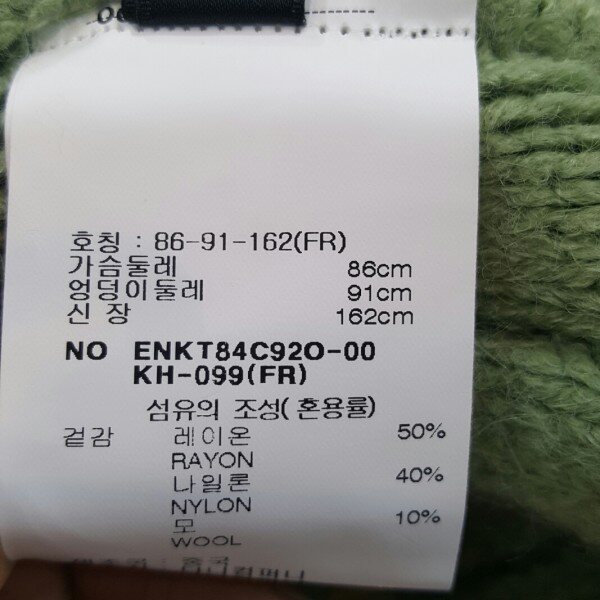 호칭 : 86-91-162(FR)
가슴둘레 86cm
엉덩이둘레 91cm
신 장 162cm
NO ENKT84C92O-00
KH-099(FR)
섬유의 조성( 혼용률)
겉감 레이온 50%
RAYON
나일론 40%
NYLON
모 10%
WOOL